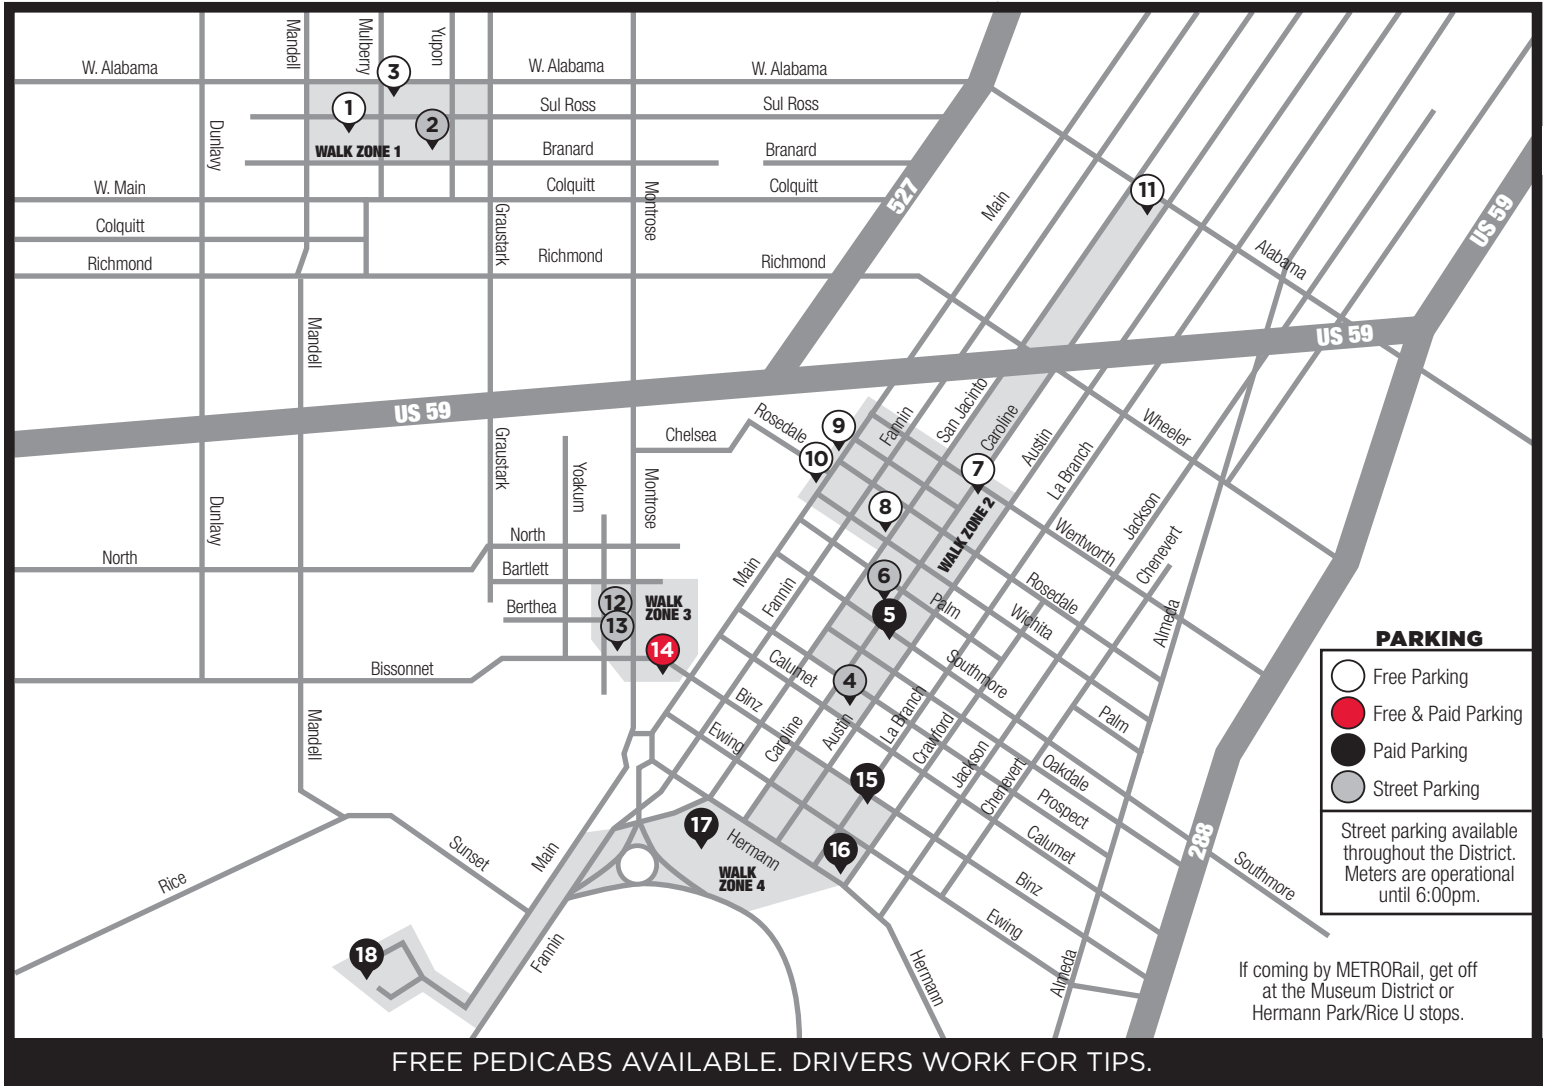 Mandell
Mulberry
Yupon
W. Alabama
W. Alabama
W. Alabama
3
1
2
Sul Ross
Sul Ross
WALK ZONE 1
Dunlavy
Branard
Branard
W. Main
Colquitt
Colquitt
Montrose
527
Main
11
US 59
Colquitt
Graustark
Richmond
Richmond
Richmond
Alabama
Mandell
US 59
US 59
Rosedale
Chelsea
9
10
Fannin
San Jacinto
Caroline
Austin
La Branch
Wheeler
7
8
WALK ZONE 2
Graustark
Yoakum
Montrose
Dunlavy
North
North
Bartlett
Berthea
12
13
WALK
ZONE 3
14
Bissonnet
Main
Fannin
6
5
4
Palm
Wentworth
Jackson
Chenevert
Rosedale
Wichita
Almeda
Southmore
Calumet
Binz
Ewing
Caroline
Austin
La Branch
Crawford
Jackson
Chenevert
Palm
Oakdale
Prospect
Calumet
Binz
Ewing
Mandell
15
16
17
Hermann
WALK
ZONE 4
288
Southmore
Sunset
Main
Rice
18
Fannin
Hermann
Almeda
PARKING
Free Parking
Free & Paid Parking
Paid Parking
Street Parking
Street parking available
throughout the District.
Meters are operational
until 6:00pm.
If coming by METRORail, get off
at the Museum District or
Hermann Park/Rice U stops.
FREE PEDICABS AVAILABLE. DRIVERS WORK FOR TIPS.